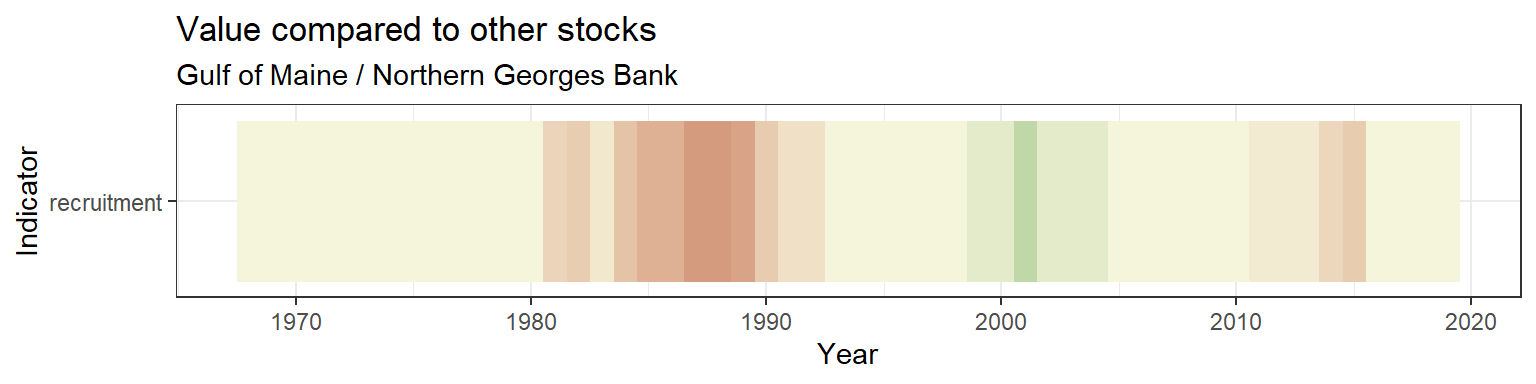 Value compared to other stocks
Gulf of Maine / Northern Georges Bank
Indicator
recruitment
1970 1980 1990 2000 2010 2020
Year